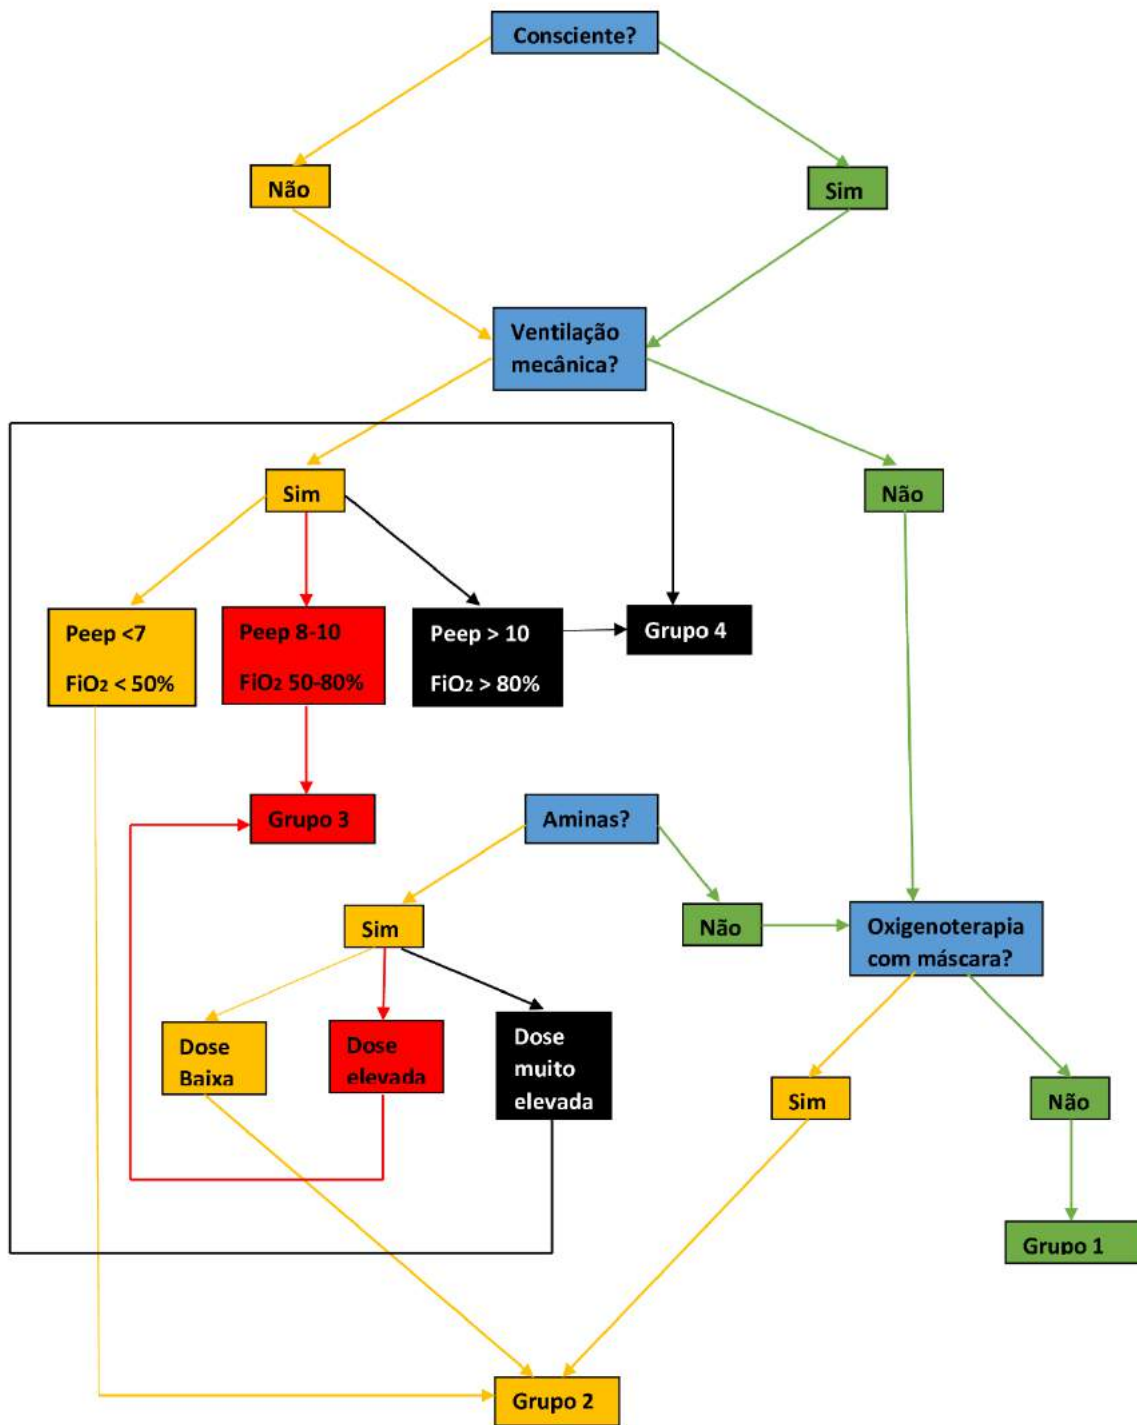 Consciente?
Não
Sim
Ventilação
mecânica?
Sim
Não
Peep <7
FiO₂ < 50%
Peep 8-10
FiO₂ 50-80%
Peep > 10
FiO₂ > 80%
Grupo 4
Grupo 3
Aminas?
Sim
Não
Oxigenoterapia
com máscara?
Dose
Baixa
Dose
elevada
Dose
muito
elevada
Sim
Não
Grupo 1
Grupo 2